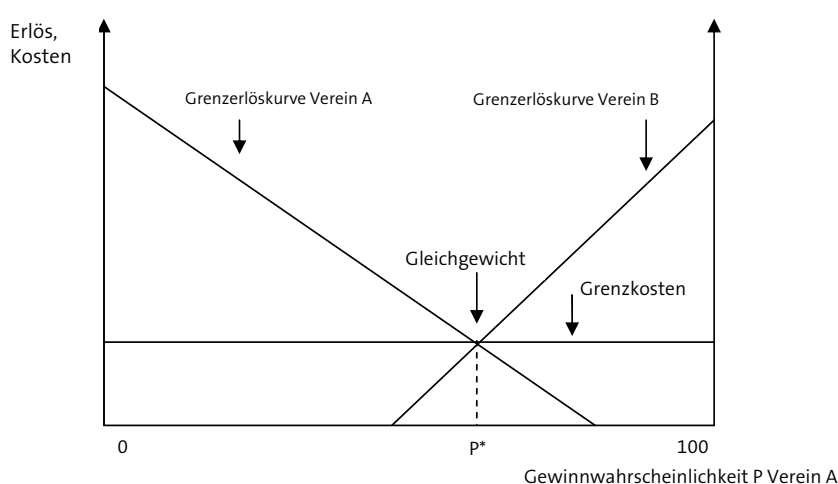 Erlös,
Kosten
Grenzerlöskurve Verein A
Grenzerlöskurve Verein B
Gleichgewicht
Grenzkosten
0
P*
100
Gewinnwahrscheinlichkeit P Verein A